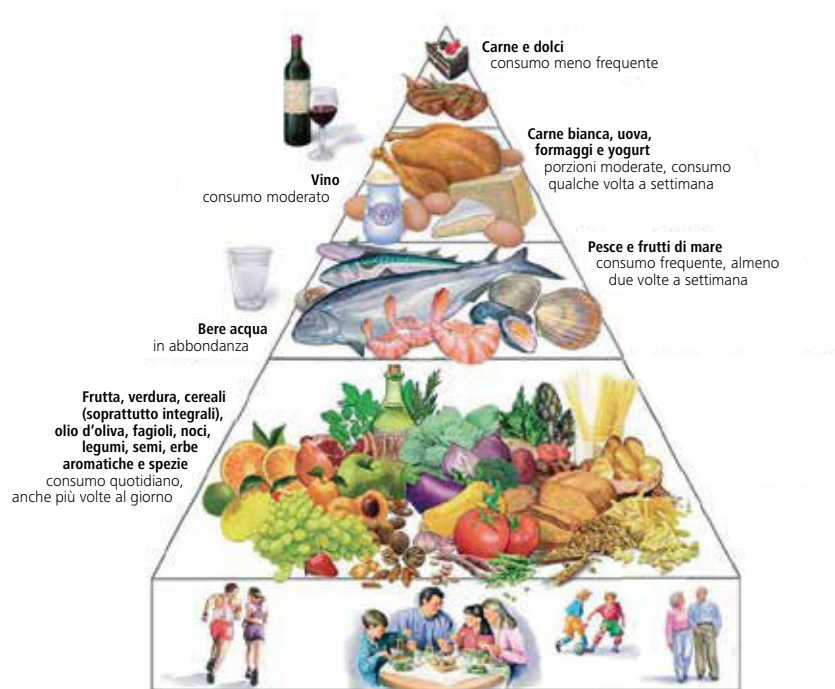 Carne e dolci
consumo meno frequente
Carne bianca, uova,
formaggi e yogurt
porzioni moderate, consumo
qualche volta a settimana
Vino
consumo moderato
Pesce e frutti di mare
consumo frequente, almeno
due volte a settimana
Bere acqua
in abbondanza
Frutta, verdura, cereali
(soprattutto integrali),
olio d'oliva, fagioli, noci,
legumi, semi, erbe
aromatiche e spezie
consumo quotidiano,
anche più volte al giorno